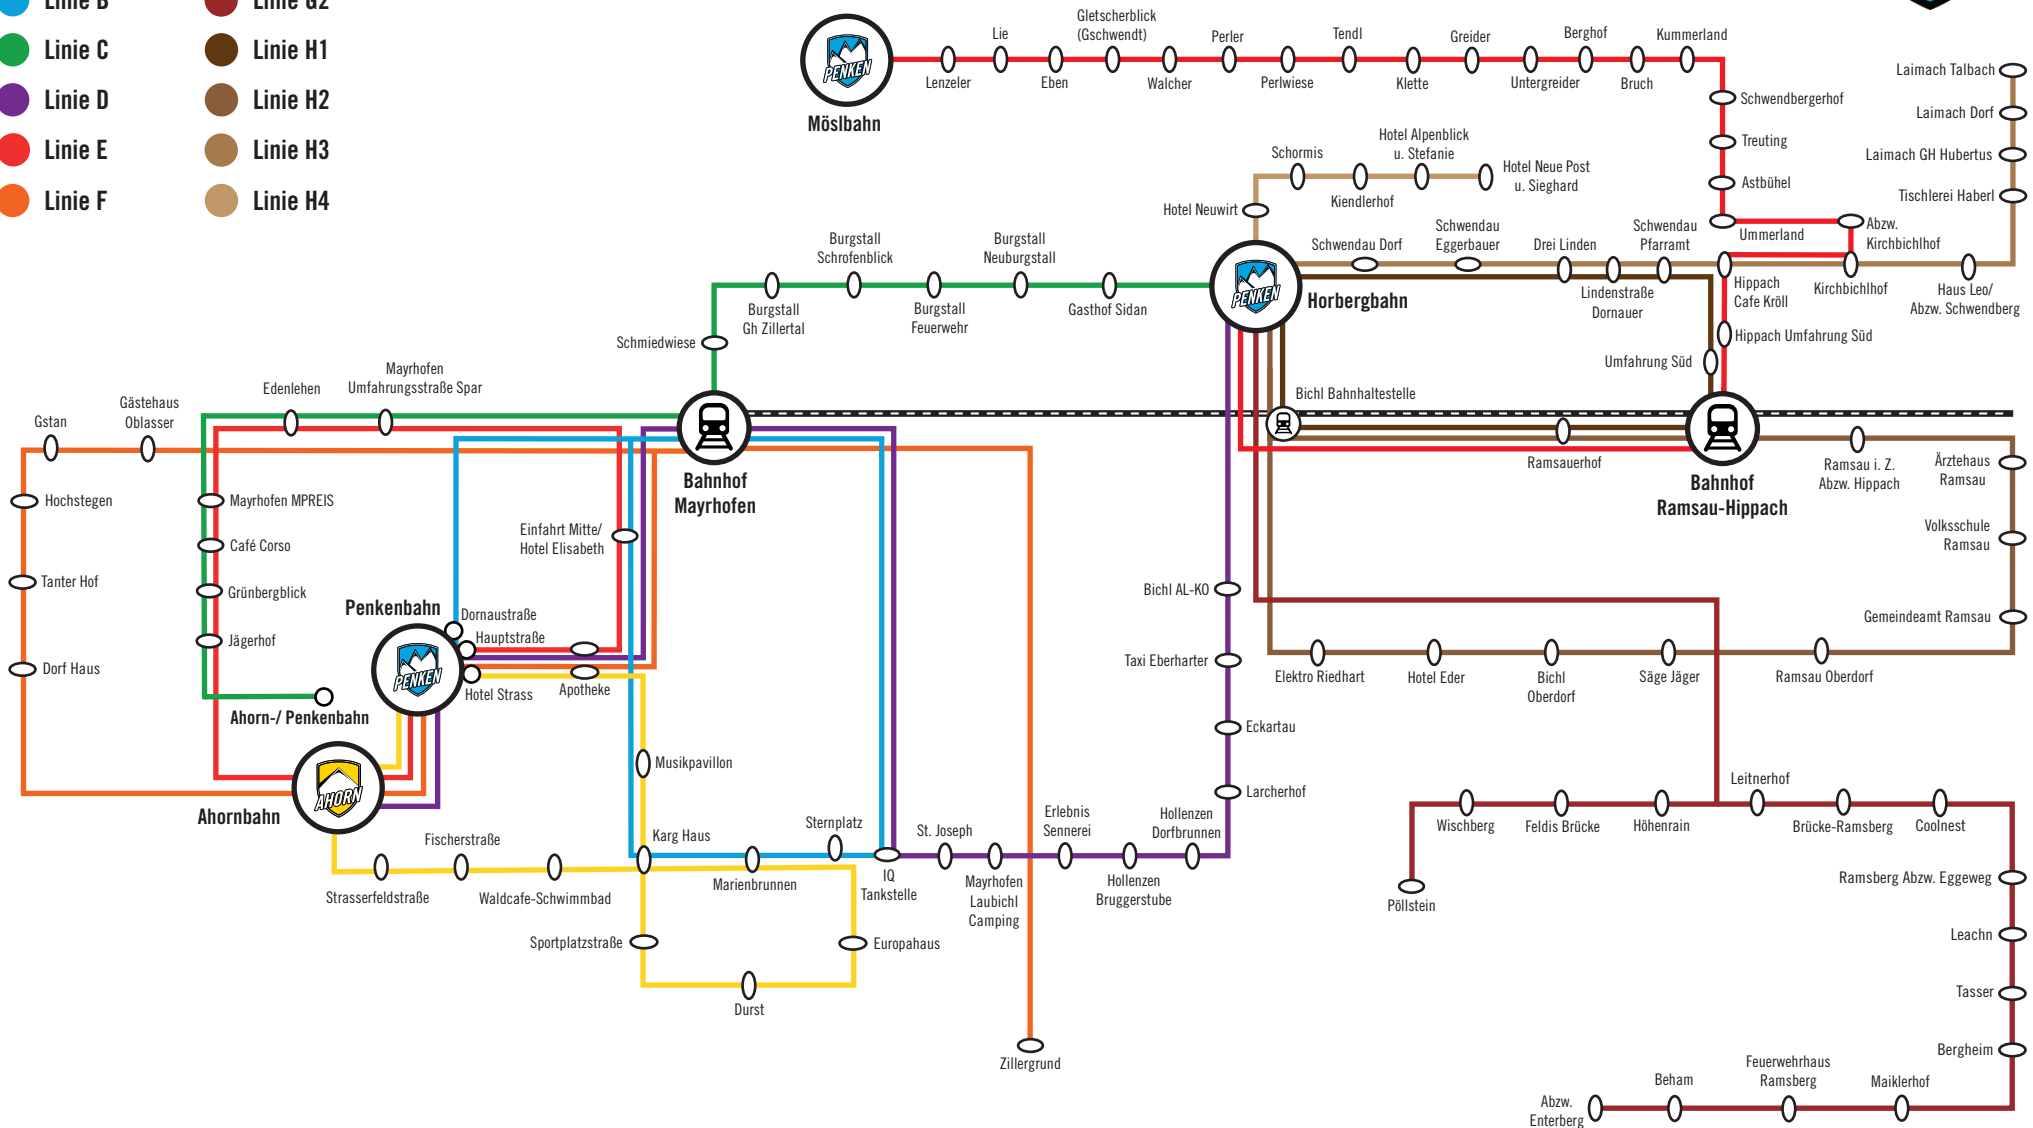 Linie B
Linie G2
Linie C
Linie H1
Linie D
Linie H2
Linie E
Linie H3
Linie F
Linie H4
PENKEN
Möslbahn
Lenzeler
Lie
Eben
Gletscherblick
(Gschwendt)
Walcher
Perler
Perlwiese
Tendl
Klette
Greider
Untergreider
Berghof
Bruch
Kummerland
Schwendbergerhof
Treuting
Astbühel
Ummerland
Abzw.
Kirchbichlhof
Laimach Talbach
Laimach Dorf
Laimach GH Hubertus
Tischlerei Haberl
Schormis
Kiendlerhof
Hotel Alpenblick
u. Stefanie
Hotel Neue Post
u. Sieghard
Hotel Neuwirt
PENKEN
Horbergbahn
Schwendau Dorf
Schwendau
Eggerbauer
Drei Linden
Lindenstraße
Dornauer
Schwendau
Pfarramt
Hippach
Cafe Kröll
Kirchbichlhof
Haus Leo/
Abzw. Schwendberg
Hippach Umfahrung Süd
Umfahrung Süd
Burgstall
Schrofenblick
Burgstall
Neuburgstall
Burgstall
Gh Zillertal
Burgstall
Feuerwehr
Gasthof Sidan
Schmiedwiese
Mayrhofen
Umfahrungsstraße Spar
Edenlehen
Gästehaus
Oblasser
Gstan
Bahnhof
Mayrhofen
Bichl Bahnhaltestelle
Ramsauerhof
Bahnhof
Ramsau-Hippach
Ramsau i. Z.
Abzw. Hippach
Ärztehaus
Ramsau
Volksschule
Ramsau
Gemeindeamt Ramsau
Hochstegen
Tanter Hof
Dorf Haus
Mayrhofen MPREIS
Café Corso
Grünbergblick
Jägerhof
Ahorn-/ Penkenbahn
Einfahrt Mitte/
Hotel Elisabeth
Penkenbahn
PENKEN
Dornaustraße
Hauptstraße
Hotel Strass
Apotheke
Ahornbahn
AHORN
Musikpavillon
Karg Haus
Sternplatz
Marienbrunnen
IQ
Tankstelle
Strasserfeldstraße
Fischerstraße
Waldcafe-Schwimmbad
Sportplatzstraße
Europahaus
Durst
St. Joseph
Mayrhofen
Laubichl
Camping
Erlebnis
Sennerei
Hollenzen
Bruggerstube
Hollenzen
Dorfbrunnen
Bichl AL-KO
Taxi Eberharter
Eckartau
Larcherhof
Zillergrund
Elektro Riedhart
Hotel Eder
Bichl
Oberdorf
Säge Jäger
Ramsau Oberdorf
Pöllstein
Wischberg
Feldis Brücke
Höhenrain
Leitnerhof
Brücke-Ramsberg
Coolnest
Ramsberg Abzw. Eggeweg
Leachn
Tasser
Bergheim
Maiklerhof
Feuerwehrhaus
Ramsberg
Beham
Abzw.
Enterberg